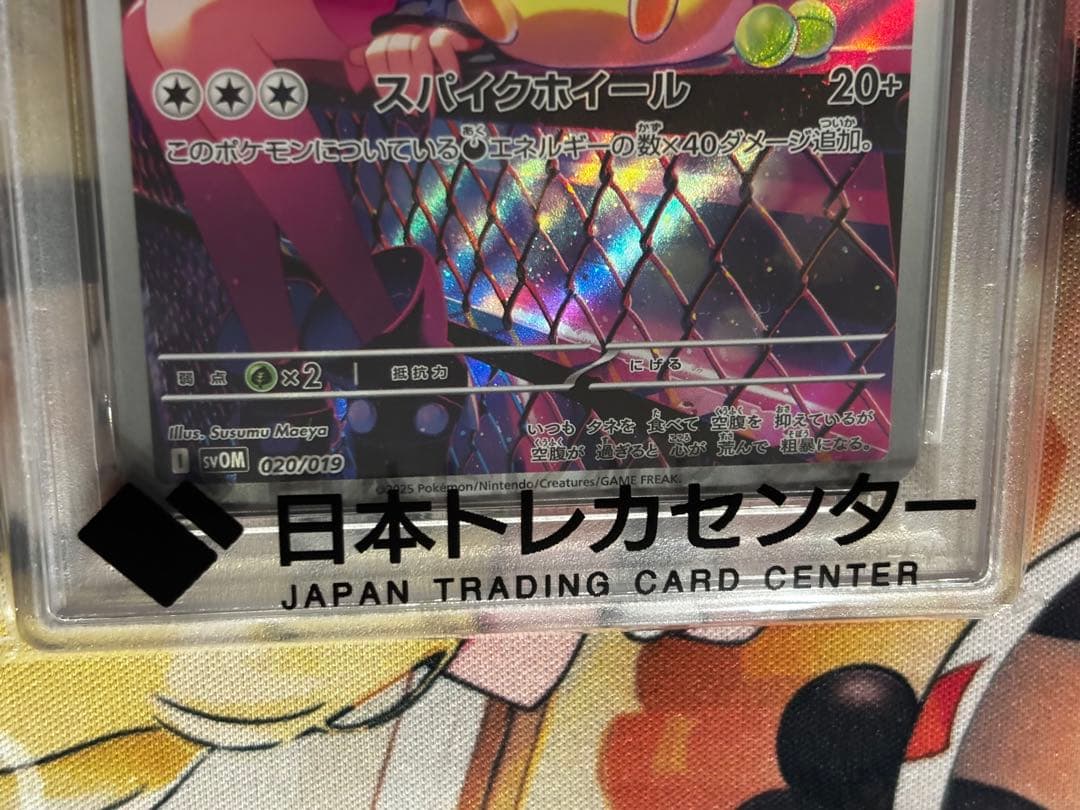 スパイクホイール 20+
このポケモンについている悪エネルギーの数×40ダメージ追加。
弱点 ×2 抵抗力 にげる
Illus. Susumu Maeya
いつも タネを 食べて 空腹を 抑えているが
空腹が 過ぎると 心が 荒んで 粗暴になる。
I svOM 020/019
©2025 Pokémon/Nintendo/Creatures/GAME FREAK.
日本トレカセンター
JAPAN TRADING CARD CENTER